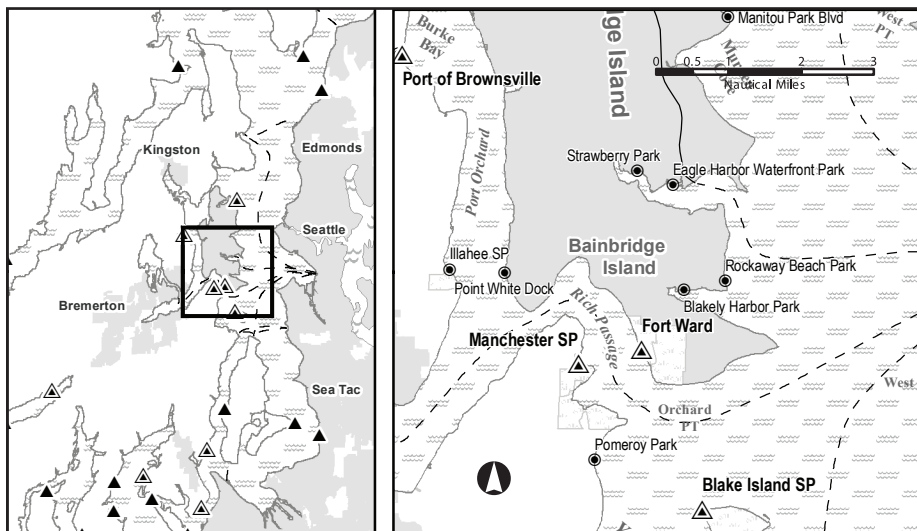 Kingston
Edmonds
Seattle
Bremerton
Sea Tac
Manitou Park Blvd
West PT
Burke
Bay
Bainbridge Island
Port of Brownsville
0
0.5
1
2
3
Nautical Miles
Strawberry Park
Eagle Harbor Waterfront Park
Port Orchard
Illahee SP
Point White Dock
Bainbridge
Island
Rockaway Beach Park
Blakely Harbor Park
Rich-Passage
Fort Ward
Manchester SP
West
Orchard
PT
Pomeroy Park
Blake Island SP